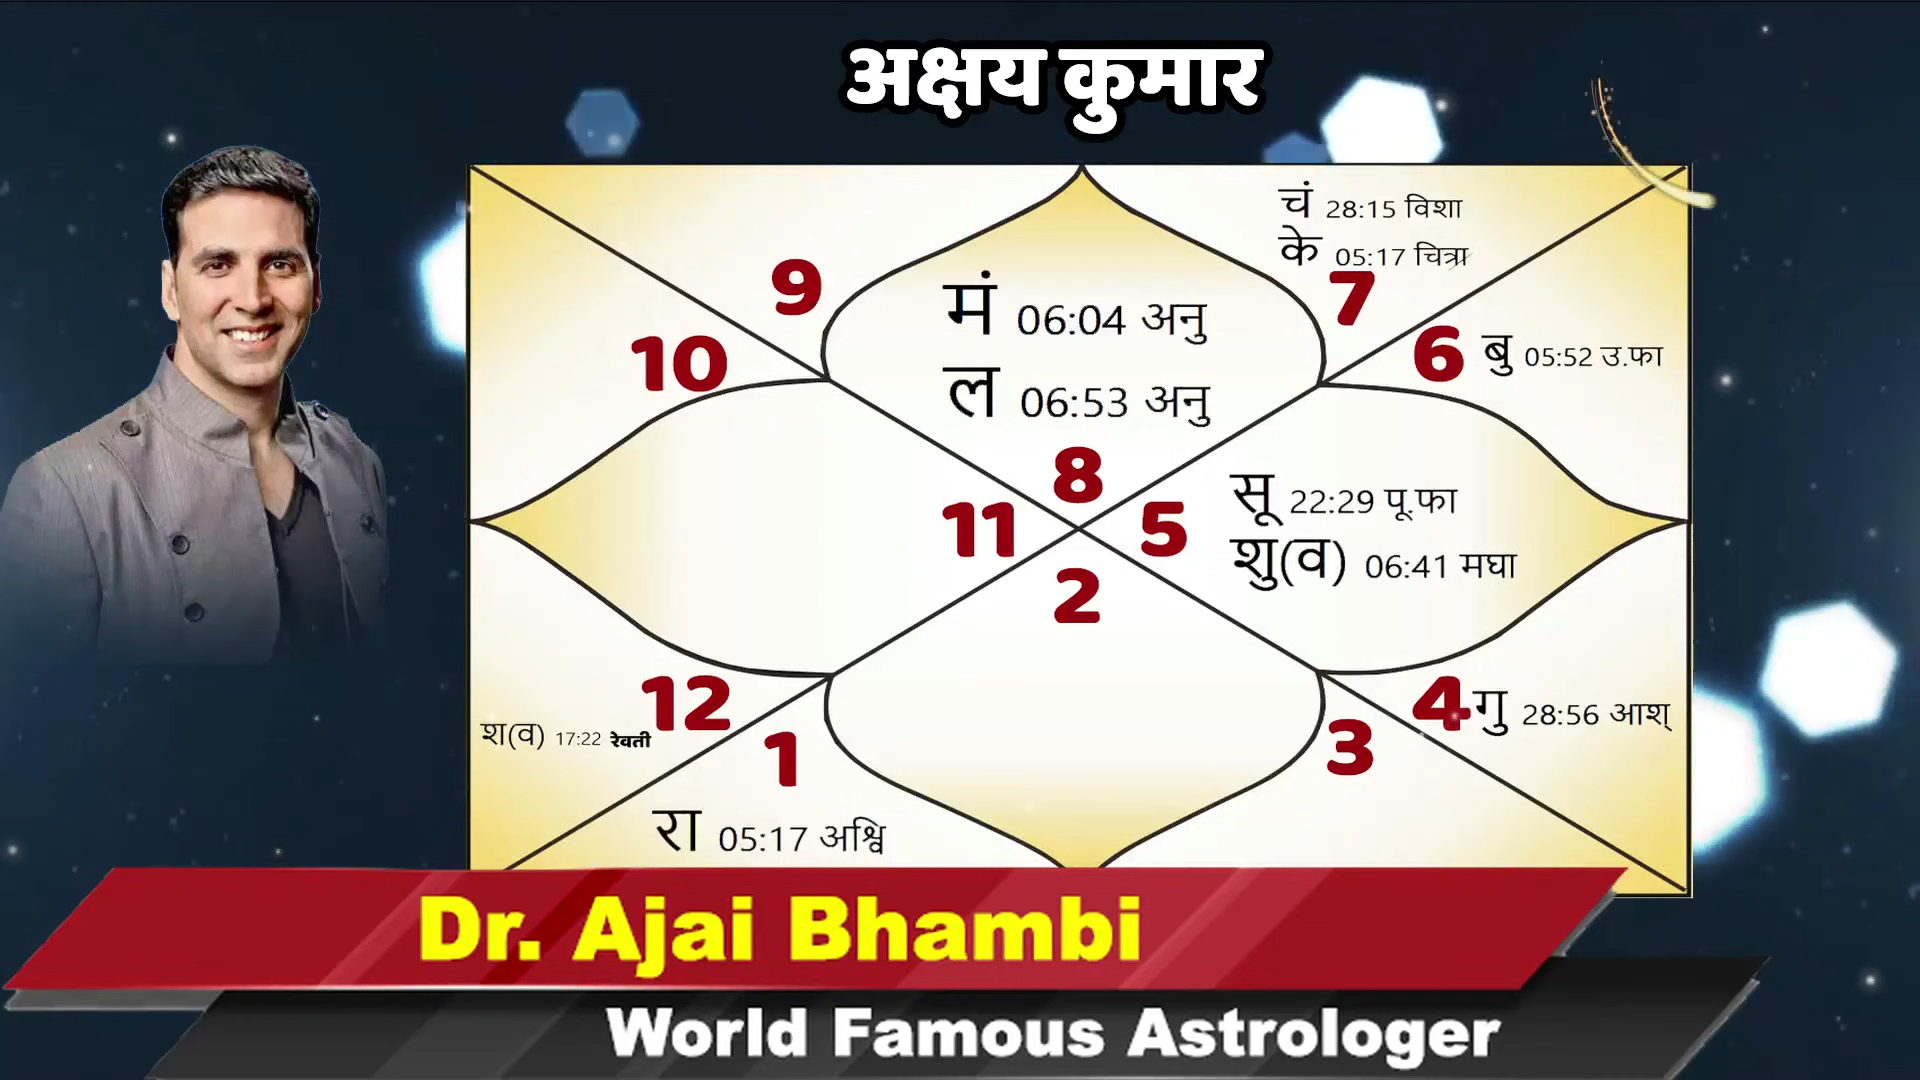 अक्षय कुमार
चं 28:15 विशा
के 05:17 चित्रा
7
9
मं 06:04 अनु
ल 06:53 अनु
8
10
6 बु 05:52 उ.फा
11
5
सू 22:29 पू.फा
शु(व) 06:41 मघा
2
12
श(व) 17:22 रेवती
1
रा 05:17 अश्वि
3
4 गु 28:56 आश्
Dr. Ajai Bhambi
World Famous Astrologer